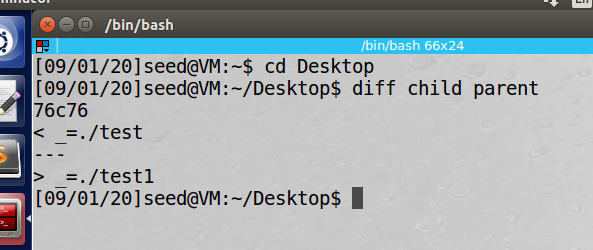 /bin/bash
/bin/bash 66x24
[09/01/20]seed@VM:~$ cd Desktop
[09/01/20]seed@VM:~/Desktop$ diff child parent
76c76
< _=./test
---
> _=./test1
[09/01/20]seed@VM:~/Desktop$